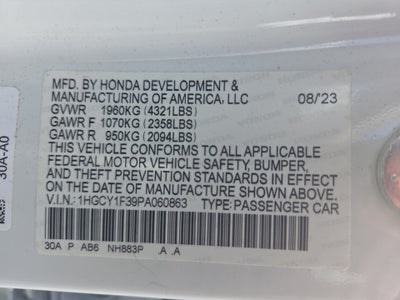 MFD. BY HONDA DEVELOPMENT &
MANUFACTURING OF AMERICA, LLC 08/23
GVWR 1960KG (4321LBS)
GAWR F 1070KG (2358LBS)
GAWR R 950KG (2094LBS)
THIS VEHICLE CONFORMS TO ALL APPLICABLE
FEDERAL MOTOR VEHICLE SAFETY, BUMPER,
AND THEFT PREVENTION STANDARDS IN EFFECT
ON THE DATE OF MANUFACTURE SHOWN ABOVE.
V.I.N.: 1HGCY1F39PA060863 TYPE: PASSENGER CAR
30A P AB6 NH883P .A .A
30A-A0